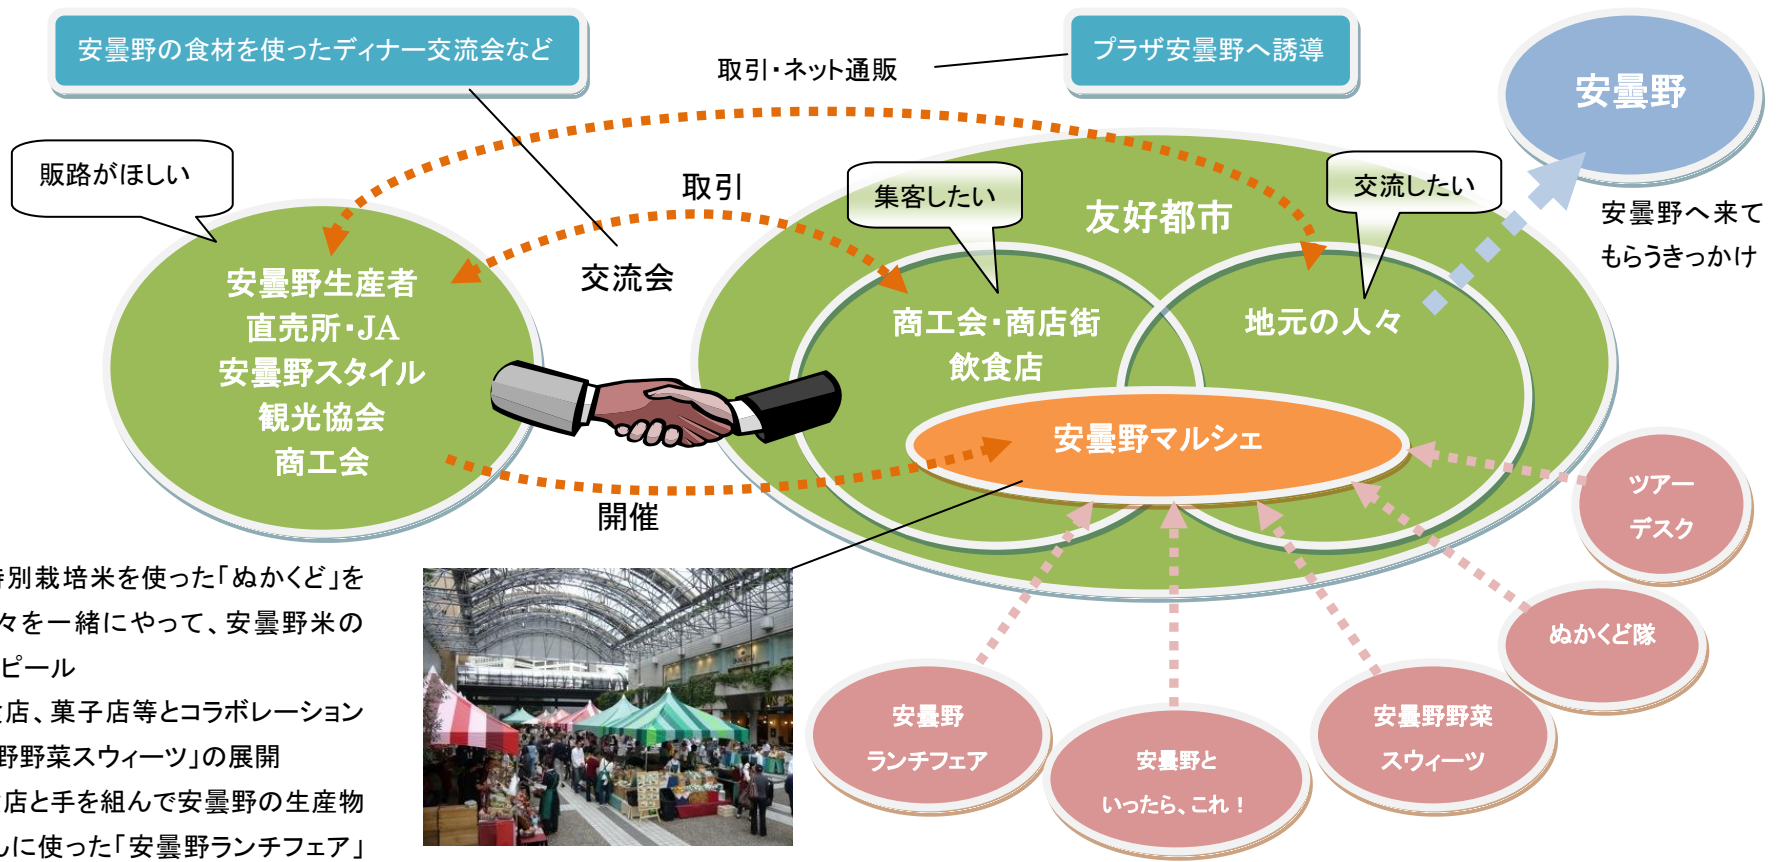 安曇野の食材を使ったディナー交流会など
取引・ネット通販
プラザ安曇野へ誘導
安曇野
販路がほしい
取引
集客したい
交流したい
友好都市
安曇野へ来て
もらうきっかけ
交流会
安曇野生産者
直売所・JA
安曇野スタイル
観光協会
商工会
商工会・商店街
飲食店
地元の人々
安曇野マルシェ
開催
ツアー
デスク
ぬかくど隊
安曇野野菜
スウィーツ
安曇野と
いったら、これ！
安曇野
ランチフェア
特別栽培米を使った「ぬかくど」を
々を一緒にやって、安曇野米の
ピール
店、菓子店等とコラボレーション
野野菜スウィーツ」の展開
店と手を組んで安曇野の生産物
に使った「安曇野ランチフェア」